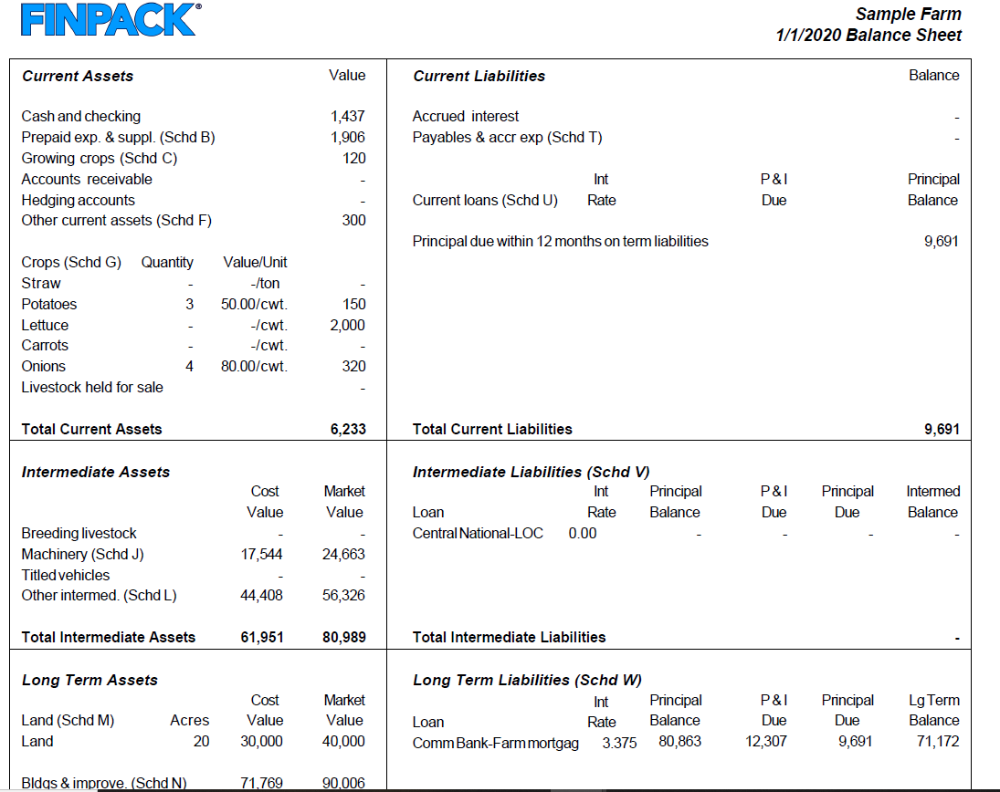 FINPACK®
Sample Farm
1/1/2020 Balance Sheet
Current Assets Value
Cash and checking 1,437
Prepaid exp. & suppl. (Schd B) 1,906
Growing crops (Schd C) 120
Accounts receivable -
Hedging accounts -
Other current assets (Schd F) 300
Crops (Schd G) Quantity Value/Unit
Straw - -/ton -
Potatoes 3 50.00/cwt. 150
Lettuce - -/cwt. 2,000
Carrots - -/cwt. -
Onions 4 80.00/cwt. 320
Livestock held for sale -
Total Current Assets 6,233
Current Liabilities Balance
Accrued interest -
Payables & accr exp (Schd T) -
Int P & I Principal
Current loans (Schd U) Rate Due Balance
Principal due within 12 months on term liabilities 9,691
Total Current Liabilities 9,691
Intermediate Assets
Cost Market
Value Value
Breeding livestock - -
Machinery (Schd J) 17,544 24,663
Titled vehicles - -
Other intermed. (Schd L) 44,408 56,326
Total Intermediate Assets 61,951 80,989
Intermediate Liabilities (Schd V)
Int Principal P & I Principal Intermed
Loan Rate Balance Due Due Balance
Central National-LOC 0.00 - - - -
Total Intermediate Liabilities -
Long Term Assets
Cost Market
Land (Schd M) Acres Value Value
Land 20 30,000 40,000
Bldgs & improve. (Schd N) 71,769 90,006
Long Term Liabilities (Schd W)
Int Principal P & I Principal Lg Term
Loan Rate Balance Due Due Balance
Comm Bank-Farm mortgag 3.375 80,863 12,307 9,691 71,172